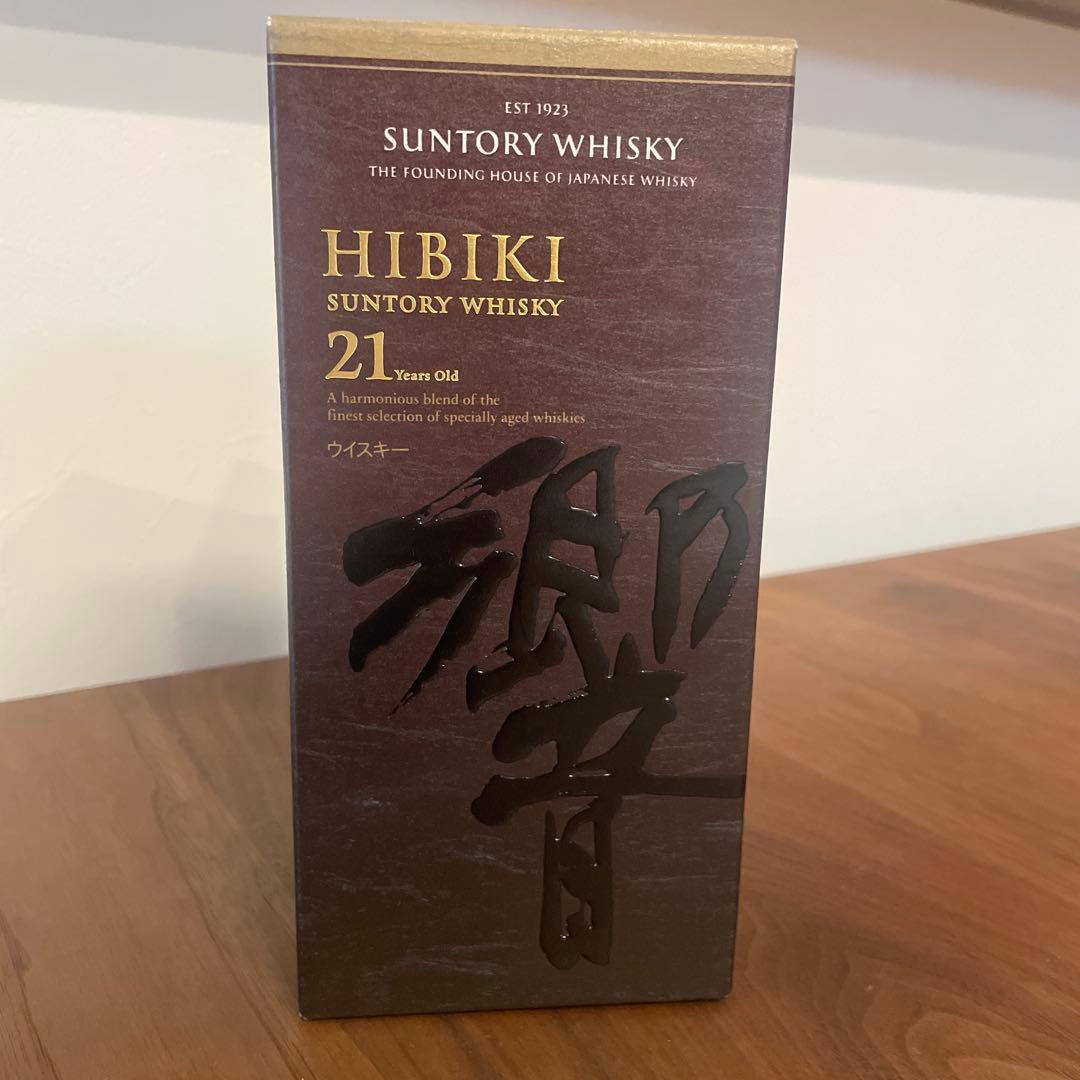 EST 1923
SUNTORY WHISKY
THE FOUNDING HOUSE OF JAPANESE WHISKY
HIBIKI
SUNTORY WHISKY
21 Years Old
A harmonious blend of the
finest selection of specially aged whiskies
ウイスキー
響